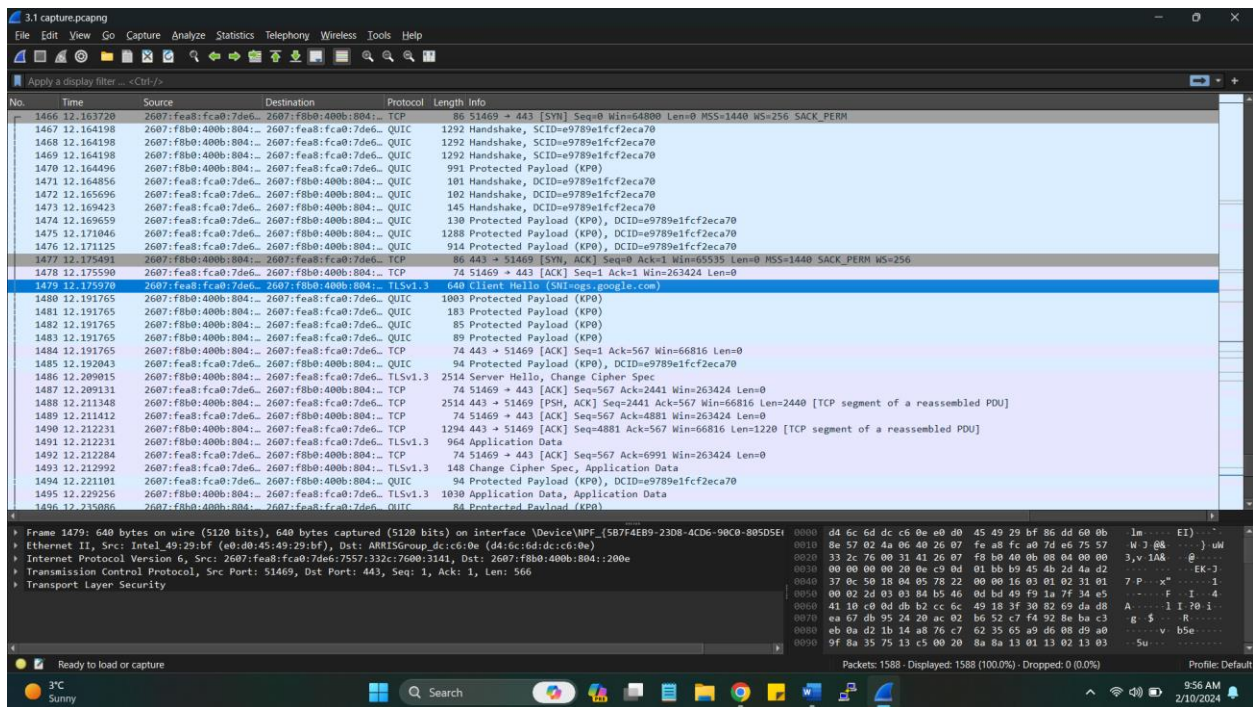 3.1 capture.pcapng
File Edit View Go Capture Analyze Statistics Telephony Wireless Tools Help
Apply a display filter ... <Ctrl-/>
No. Time Source Destination Protocol Length Info
1466 12.163720 2607:fea8:fca0:7de6… 2607:f8b0:400b:804:… TCP 86 51469 → 443 [SYN] Seq=0 Win=64800 Len=0 MSS=1440 WS=256 SACK_PERM
1467 12.164198 2607:f8b0:400b:804:… 2607:fea8:fca0:7de6… QUIC 1292 Handshake, SCID=e9789e1fcf2eca70
1468 12.164198 2607:f8b0:400b:804:… 2607:fea8:fca0:7de6… QUIC 1292 Handshake, SCID=e9789e1fcf2eca70
1469 12.164198 2607:f8b0:400b:804:… 2607:fea8:fca0:7de6… QUIC 1292 Handshake, SCID=e9789e1fcf2eca70
1470 12.164496 2607:f8b0:400b:804:… 2607:fea8:fca0:7de6… QUIC 991 Protected Payload (KP0)
1471 12.164856 2607:fea8:fca0:7de6… 2607:f8b0:400b:804:… QUIC 101 Handshake, DCID=e9789e1fcf2eca70
1472 12.165696 2607:fea8:fca0:7de6… 2607:f8b0:400b:804:… QUIC 102 Handshake, DCID=e9789e1fcf2eca70
1473 12.169423 2607:fea8:fca0:7de6… 2607:f8b0:400b:804:… QUIC 145 Handshake, DCID=e9789e1fcf2eca70
1474 12.169659 2607:fea8:fca0:7de6… 2607:f8b0:400b:804:… QUIC 130 Protected Payload (KP0), DCID=e9789e1fcf2eca70
1475 12.171046 2607:fea8:fca0:7de6… 2607:f8b0:400b:804:… QUIC 1288 Protected Payload (KP0), DCID=e9789e1fcf2eca70
1476 12.171125 2607:fea8:fca0:7de6… 2607:f8b0:400b:804:… QUIC 914 Protected Payload (KP0), DCID=e9789e1fcf2eca70
1477 12.175491 2607:f8b0:400b:804:… 2607:fea8:fca0:7de6… TCP 86 443 → 51469 [SYN, ACK] Seq=0 Ack=1 Win=65535 Len=0 MSS=1440 SACK_PERM WS=256
1478 12.175590 2607:fea8:fca0:7de6… 2607:f8b0:400b:804:… TCP 74 51469 → 443 [ACK] Seq=1 Ack=1 Win=263424 Len=0
1479 12.175970 2607:fea8:fca0:7de6… 2607:f8b0:400b:804:… TLSv1.3 640 Client Hello (SNI=ogs.google.com)
1480 12.191765 2607:f8b0:400b:804:… 2607:fea8:fca0:7de6… QUIC 1003 Protected Payload (KP0)
1481 12.191765 2607:f8b0:400b:804:… 2607:fea8:fca0:7de6… QUIC 183 Protected Payload (KP0)
1482 12.191765 2607:f8b0:400b:804:… 2607:fea8:fca0:7de6… QUIC 85 Protected Payload (KP0)
1483 12.191765 2607:f8b0:400b:804:… 2607:fea8:fca0:7de6… QUIC 89 Protected Payload (KP0)
1484 12.191765 2607:f8b0:400b:804:… 2607:fea8:fca0:7de6… TCP 74 443 → 51469 [ACK] Seq=1 Ack=567 Win=66816 Len=0
1485 12.192043 2607:fea8:fca0:7de6… 2607:f8b0:400b:804:… QUIC 94 Protected Payload (KP0), DCID=e9789e1fcf2eca70
1486 12.209015 2607:f8b0:400b:804:… 2607:fea8:fca0:7de6… TLSv1.3 2514 Server Hello, Change Cipher Spec
1487 12.209131 2607:fea8:fca0:7de6… 2607:f8b0:400b:804:… TCP 74 51469 → 443 [ACK] Seq=567 Ack=2441 Win=263424 Len=0
1488 12.211348 2607:f8b0:400b:804:… 2607:fea8:fca0:7de6… TCP 2514 443 → 51469 [PSH, ACK] Seq=2441 Ack=567 Win=66816 Len=2440 [TCP segment of a reassembled PDU]
1489 12.211412 2607:fea8:fca0:7de6… 2607:f8b0:400b:804:… TCP 74 51469 → 443 [ACK] Seq=567 Ack=4881 Win=263424 Len=0
1490 12.212231 2607:f8b0:400b:804:… 2607:fea8:fca0:7de6… TCP 1294 443 → 51469 [ACK] Seq=4881 Ack=567 Win=66816 Len=1220 [TCP segment of a reassembled PDU]
1491 12.212231 2607:f8b0:400b:804:… 2607:fea8:fca0:7de6… TLSv1.3 964 Application Data
1492 12.212284 2607:fea8:fca0:7de6… 2607:f8b0:400b:804:… TCP 74 51469 → 443 [ACK] Seq=567 Ack=6991 Win=263424 Len=0
1493 12.212992 2607:fea8:fca0:7de6… 2607:f8b0:400b:804:… TLSv1.3 148 Change Cipher Spec, Application Data
1494 12.221101 2607:fea8:fca0:7de6… 2607:f8b0:400b:804:… QUIC 94 Protected Payload (KP0), DCID=e9789e1fcf2eca70
1495 12.229256 2607:f8b0:400b:804:… 2607:fea8:fca0:7de6… TLSv1.3 1030 Application Data, Application Data
1496 12.235086 2607:f8b0:400b:804:… 2607:fea8:fca0:7de6… QUIC 84 Protected Payload (KP0)
Frame 1479: 640 bytes on wire (5120 bits), 640 bytes captured (5120 bits) on interface \Device\NPF_{5B7F4EB9-23D8-4CD6-90C0-805D5E
Ethernet II, Src: Intel_49:29:bf (e0:d0:45:49:29:bf), Dst: ARRISGroup_dc:c6:0e (d4:6c:6d:dc:c6:0e)
Internet Protocol Version 6, Src: 2607:fea8:fca0:7de6:7557:332c:7600:3141, Dst: 2607:f8b0:400b:804::200e
Transmission Control Protocol, Src Port: 51469, Dst Port: 443, Seq: 1, Ack: 1, Len: 566
Transport Layer Security
0000 d4 6c 6d dc c6 0e e0 d0 45 49 29 bf 86 dd 60 0b
0010 8e 57 02 4a 06 40 26 07 fe a8 fc a0 7d e6 75 57
0020 33 2c 76 00 31 41 26 07 f8 b0 40 0b 08 04 00 00
0030 00 00 00 00 20 0e c9 0d 01 bb b9 45 4b 2d 4a d2
0040 37 0c 50 18 04 05 78 22 00 00 16 03 01 02 31 01
0050 00 02 2d 03 03 84 b5 46 0d bd 49 f9 1a 7f 34 e5
0060 41 10 c0 0d db b2 cc 6c 49 18 3f 30 82 69 da d8
0070 ea 67 db 95 24 20 ac 02 b6 52 c7 f4 92 8e ba c3
0080 eb 0a d2 1b 14 a8 76 c7 62 35 65 a9 d6 08 d9 a0
0090 9f 8a 35 75 13 c5 00 20 8a 8a 13 01 13 02 13 03
Ready to load or capture
Packets: 1588 · Displayed: 1588 (100.0%) · Dropped: 0 (0.0%)
Profile: Default
3°C
Sunny
Search
9:56 AM
2/10/2024